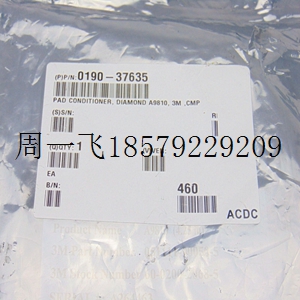 (P)P/N: 0190-37635
PAD CONDITIONER, DIAMOND A9810, 3M ,CMP
(S)S/N:
周一飞18579229209
(Q)QTY: 1
EA
B/N:
460
ACDC